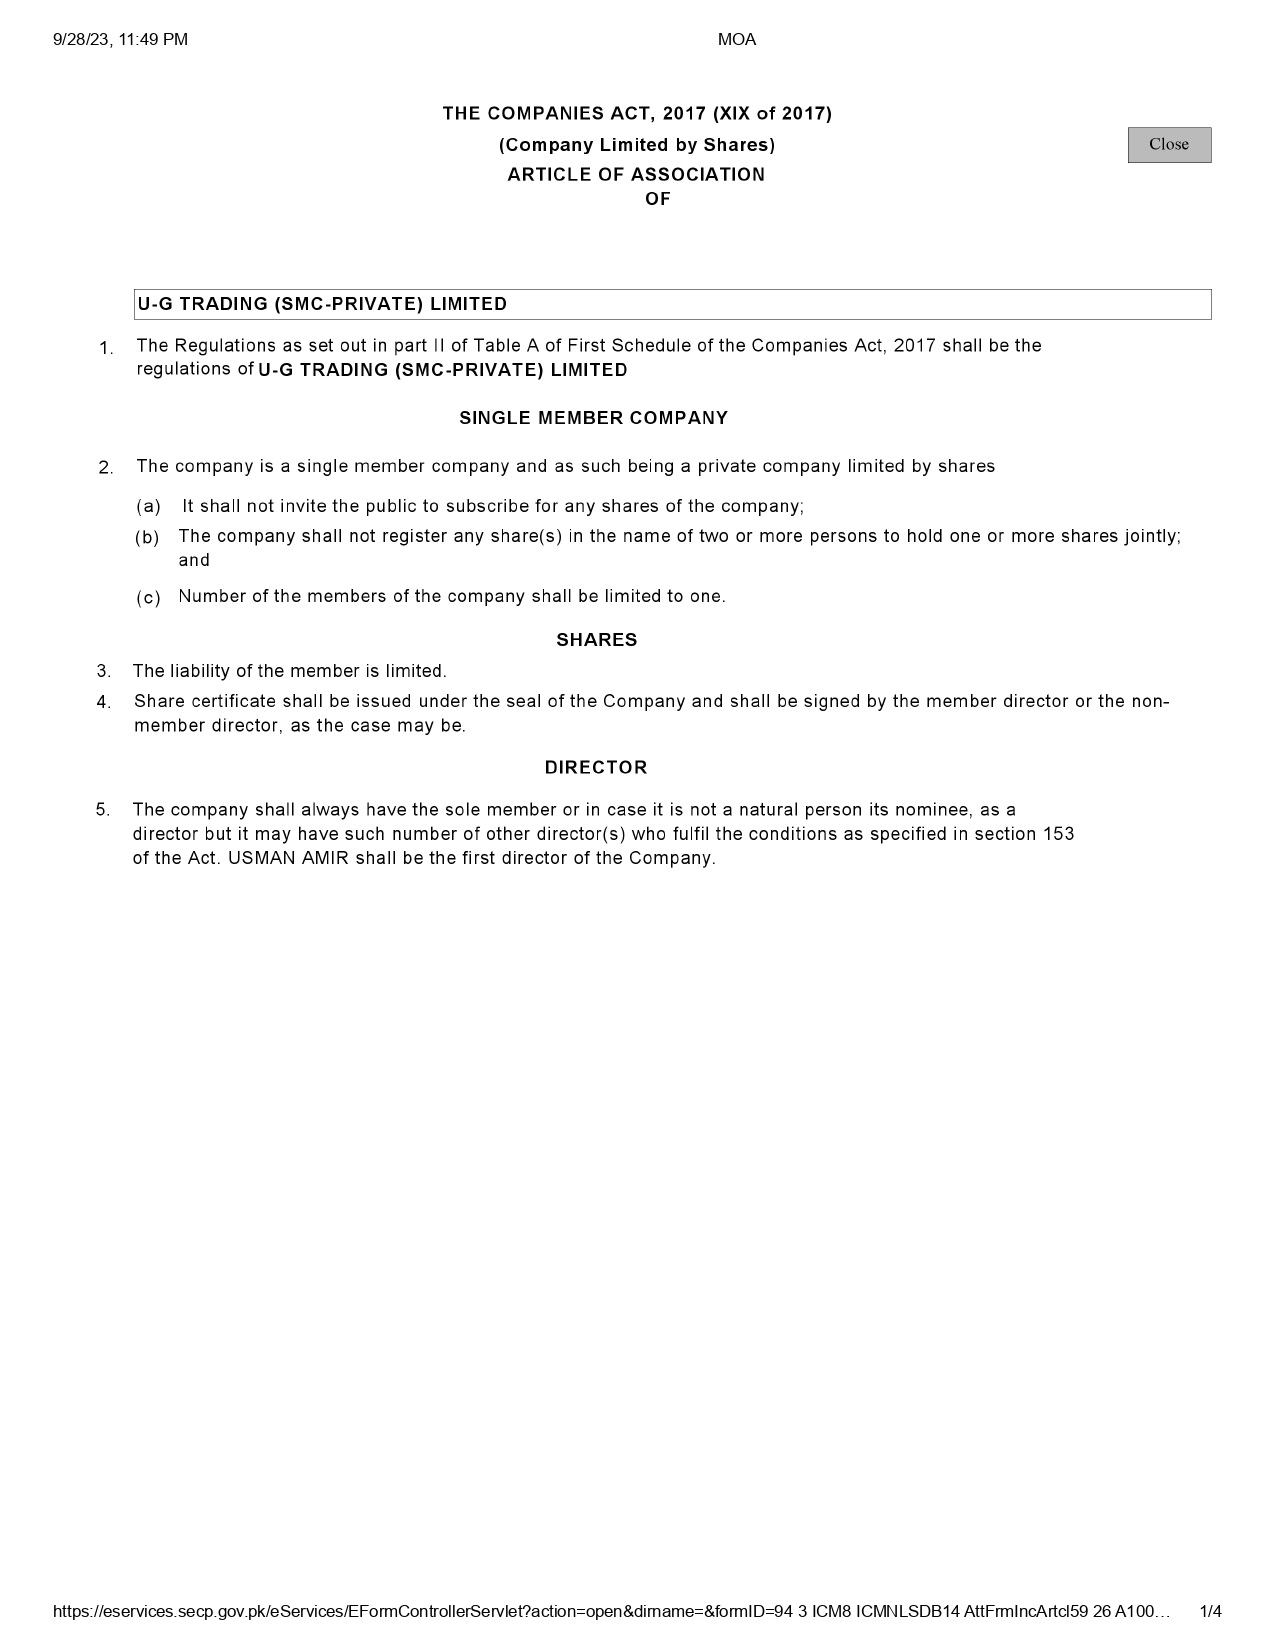 9/28/23, 11:49 PM MOA
THE COMPANIES ACT, 2017 (XIX of 2017)
(Company Limited by Shares)
Close
ARTICLE OF ASSOCIATION
OF
U-G TRADING (SMC-PRIVATE) LIMITED
1. The Regulations as set out in part II of Table A of First Schedule of the Companies Act, 2017 shall be the
regulations of U-G TRADING (SMC-PRIVATE) LIMITED
SINGLE MEMBER COMPANY
2. The company is a single member company and as such being a private company limited by shares
(a) It shall not invite the public to subscribe for any shares of the company;
(b) The company shall not register any share(s) in the name of two or more persons to hold one or more shares jointly;
and
(c) Number of the members of the company shall be limited to one.
SHARES
3. The liability of the member is limited.
4. Share certificate shall be issued under the seal of the Company and shall be signed by the member director or the non-
member director, as the case may be.
DIRECTOR
5. The company shall always have the sole member or in case it is not a natural person its nominee, as a
director but it may have such number of other director(s) who fulfil the conditions as specified in section 153
of the Act. USMAN AMIR shall be the first director of the Company.
https://eservices.secp.gov.pk/eServices/EFormControllerServlet?action=open&dirname=&formID=94 3 ICM8 ICMNLSDB14 AttFrmIncArtcl59 26 A100… 1/4